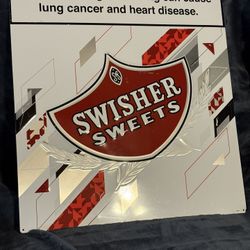 lung cancer and heart disease.
SWISHER
SWEETS